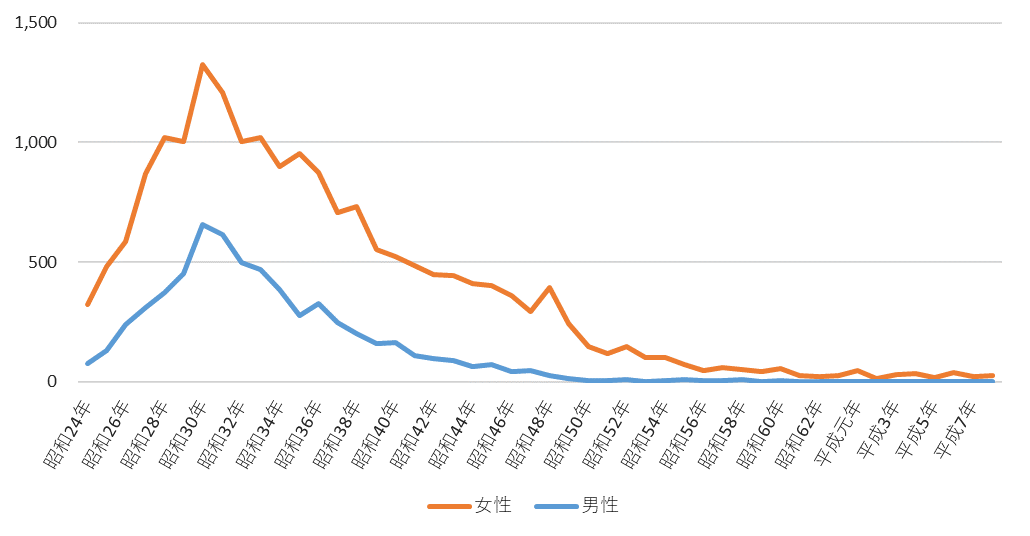 1,500
1,000
500
0
昭和24年
昭和26年
昭和28年
昭和30年
昭和32年
昭和34年
昭和36年
昭和38年
昭和40年
昭和42年
昭和44年
昭和46年
昭和48年
昭和50年
昭和52年
昭和54年
昭和56年
昭和58年
昭和60年
昭和62年
平成元年
平成3年
平成5年
平成7年
女性 男性